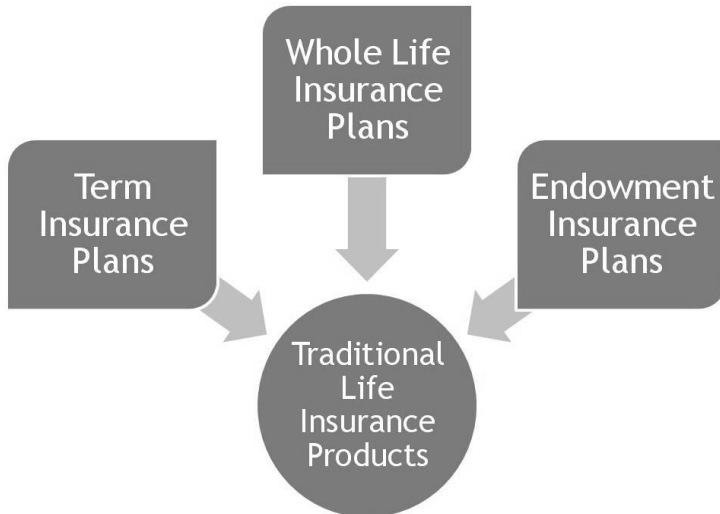 Whole Life
Insurance
Plans
Term
Insurance
Plans
Endowment
Insurance
Plans
Traditional
Life
Insurance
Products